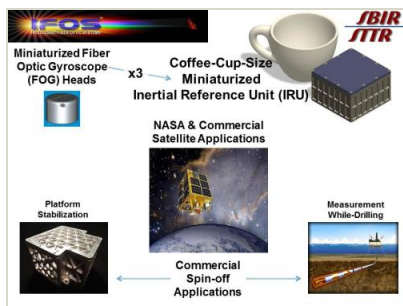 IFOS
SBIR
STTR
Miniaturized Fiber
Optic Gyroscope
(FOG) Heads
x3
Coffee-Cup-Size
Miniaturized
Inertial Reference Unit (IRU)
NASA & Commercial
Satellite Applications
Platform
Stabilization
Measurement
While-Drilling
Commercial
Spin-off
Applications